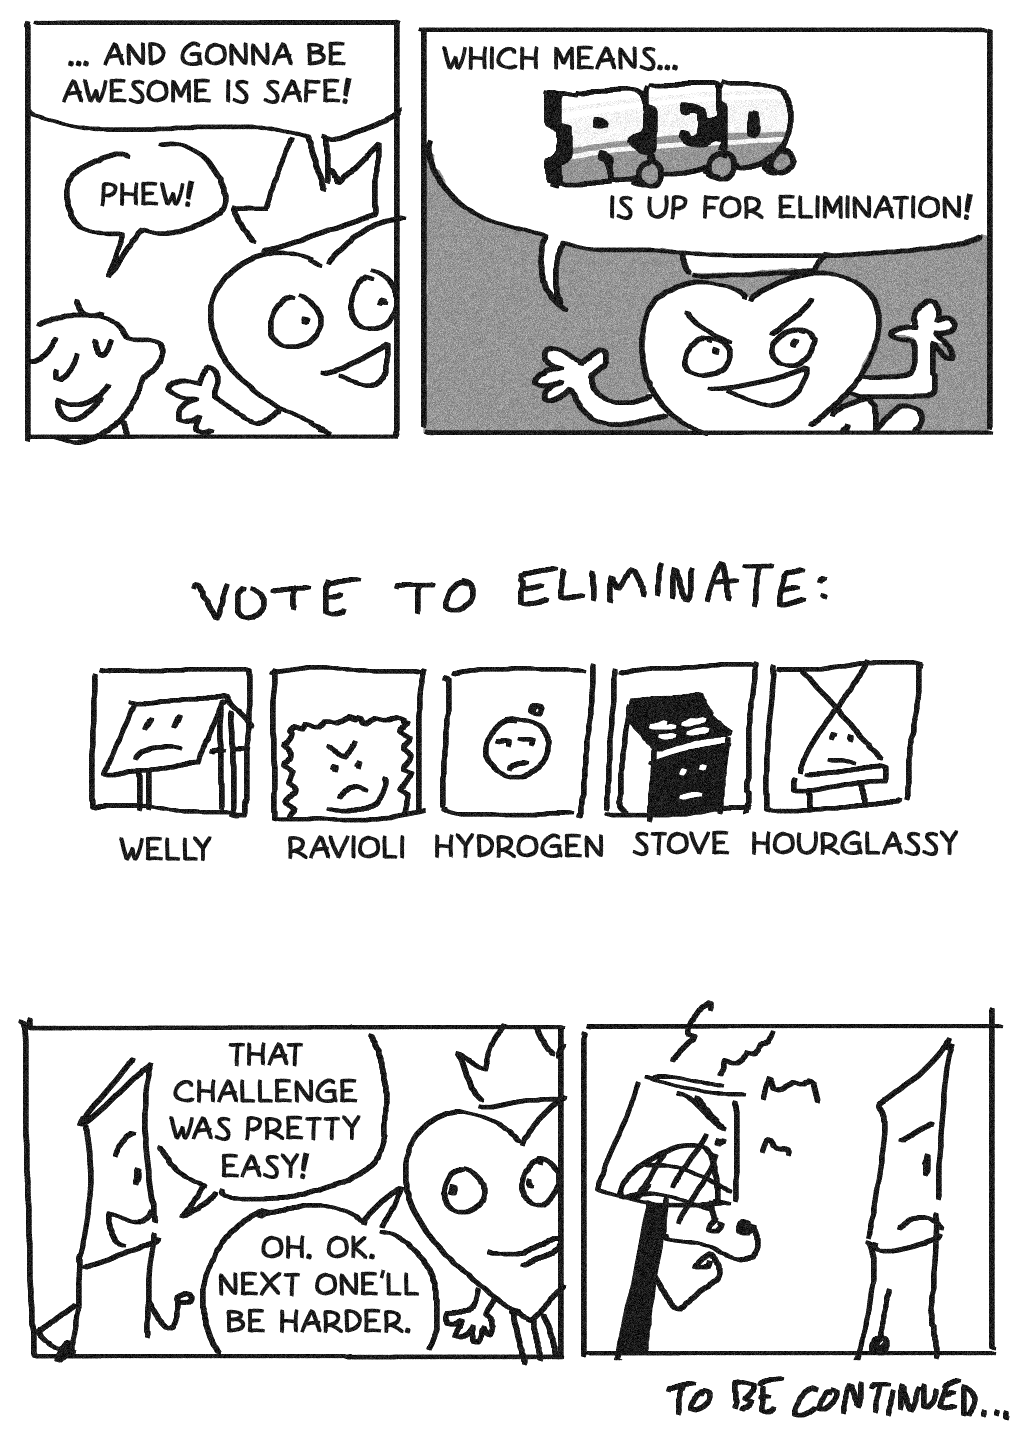 ... AND GONNA BE
AWESOME IS SAFE!
PHEW!
WHICH MEANS...
RED
IS UP FOR ELIMINATION!
VOTE TO ELIMINATE:
WELLY
RAVIOLI
HYDROGEN
STOVE
HOURGLASSY
THAT
CHALLENGE
WAS PRETTY
EASY!
OH. OK.
NEXT ONE'LL
BE HARDER.
TO BE CONTINUED...